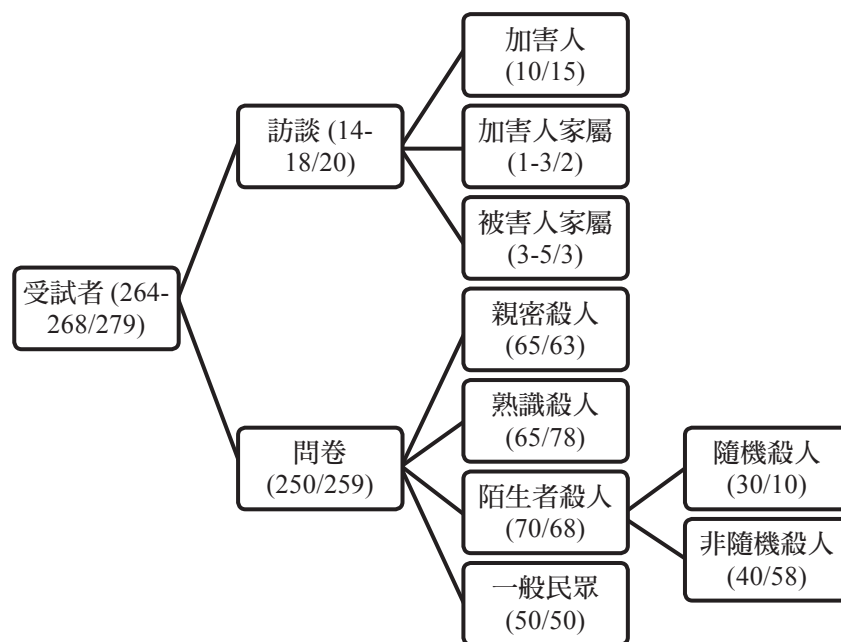 加害人
(10/15)
訪談 (14-
18/20)
加害人家屬
(1-3/2)
被害人家屬
(3-5/3)
受試者 (264-
268/279)
親密殺人
(65/63)
熟識殺人
(65/78)
問卷
(250/259)
陌生者殺人
(70/68)
隨機殺人
(30/10)
非隨機殺人
(40/58)
一般民眾
(50/50)